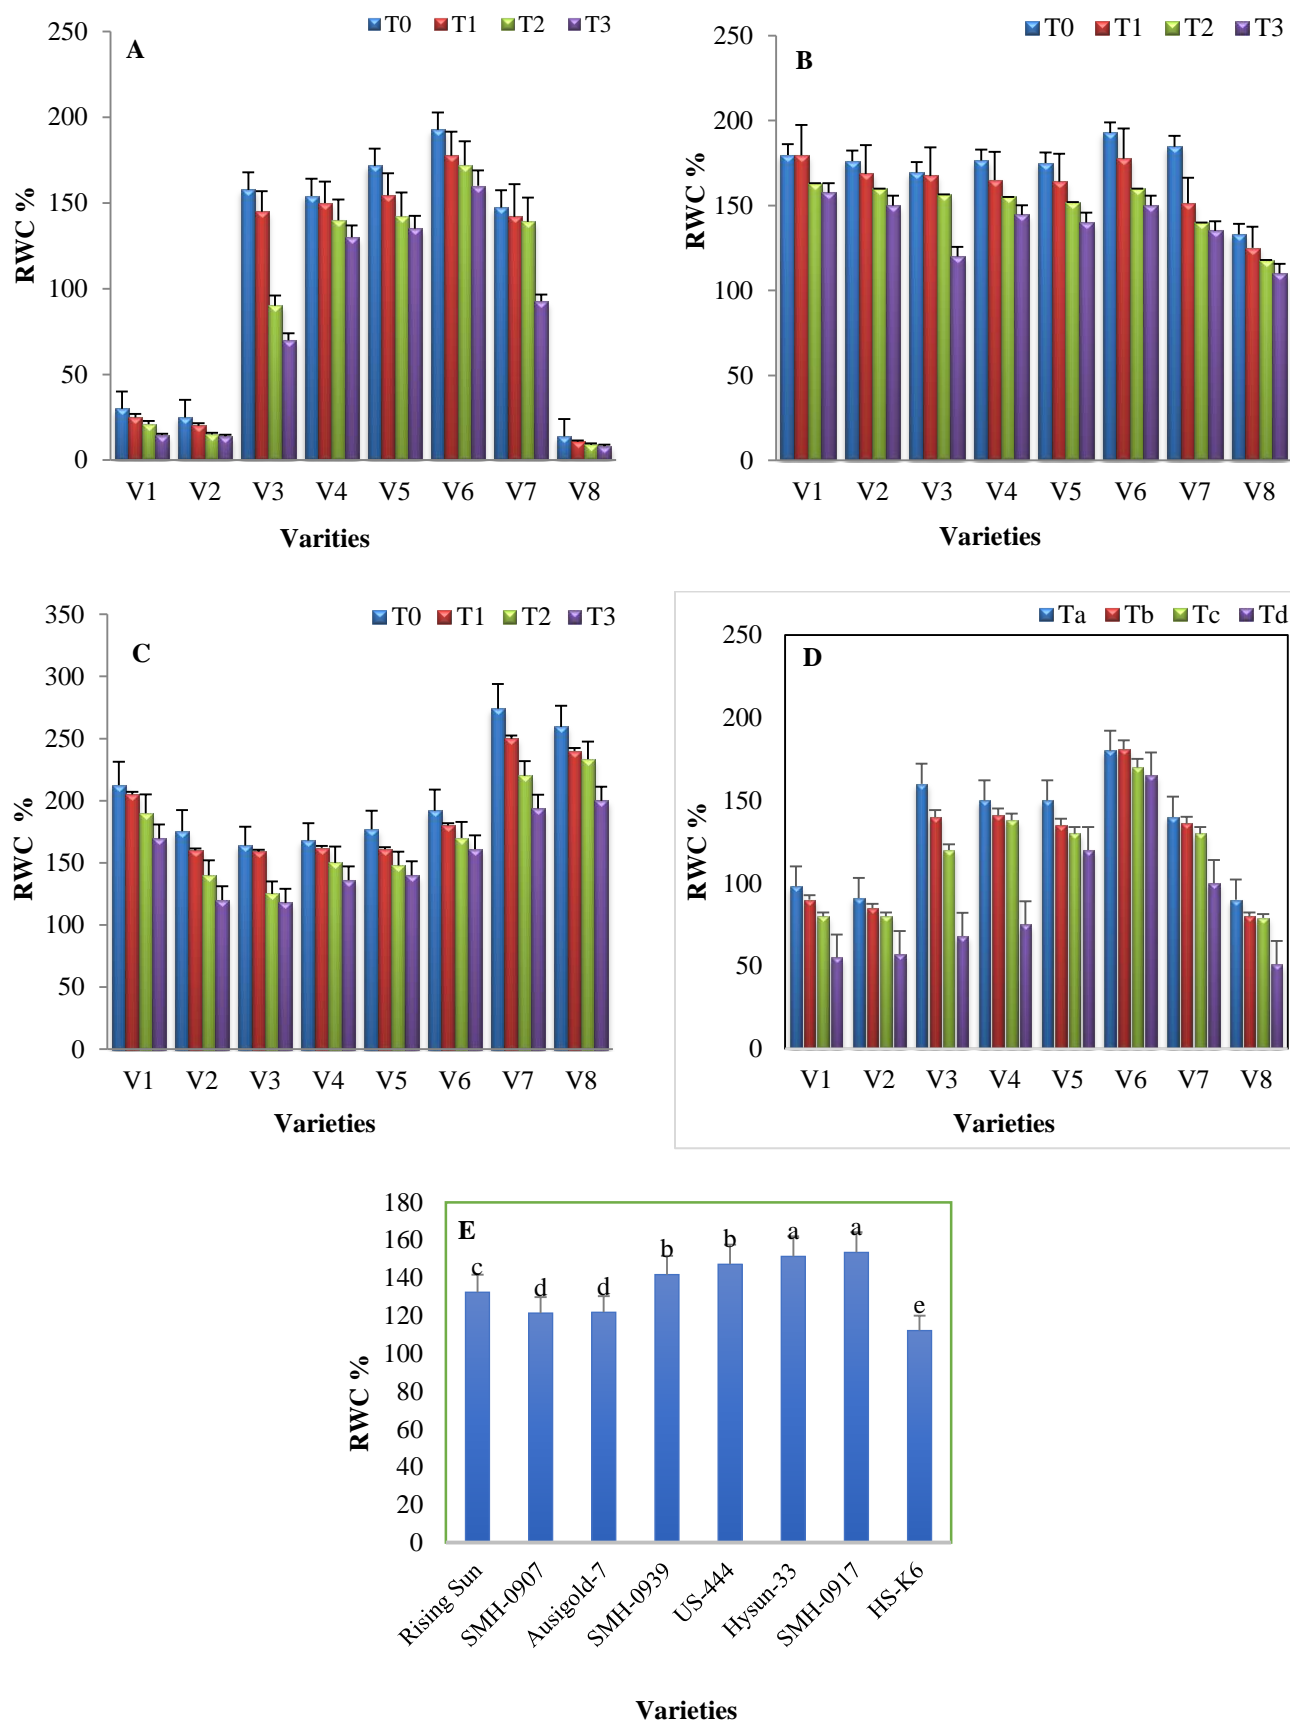 T0 T1 T2 T3
A
250
200
150
100
50
0
RWC %
V1 V2 V3 V4 V5 V6 V7 V8
Varities
T0 T1 T2 T3
B
250
200
150
100
50
0
RWC %
V1 V2 V3 V4 V5 V6 V7 V8
Varieties
T0 T1 T2 T3
C
350
300
250
200
150
100
50
0
RWC %
V1 V2 V3 V4 V5 V6 V7 V8
Varieties
Ta Tb Tc Td
D
250
200
150
100
50
0
RWC %
V1 V2 V3 V4 V5 V6 V7 V8
Varieties
E
180
160
140
120
100
80
60
40
20
0
RWC %
c d d b b a a e
Rising Sun
SMH-0907
Ausigold-7
SMH-0939
US-444
Hysun-33
SMH-0917
HS-K6
Varieties